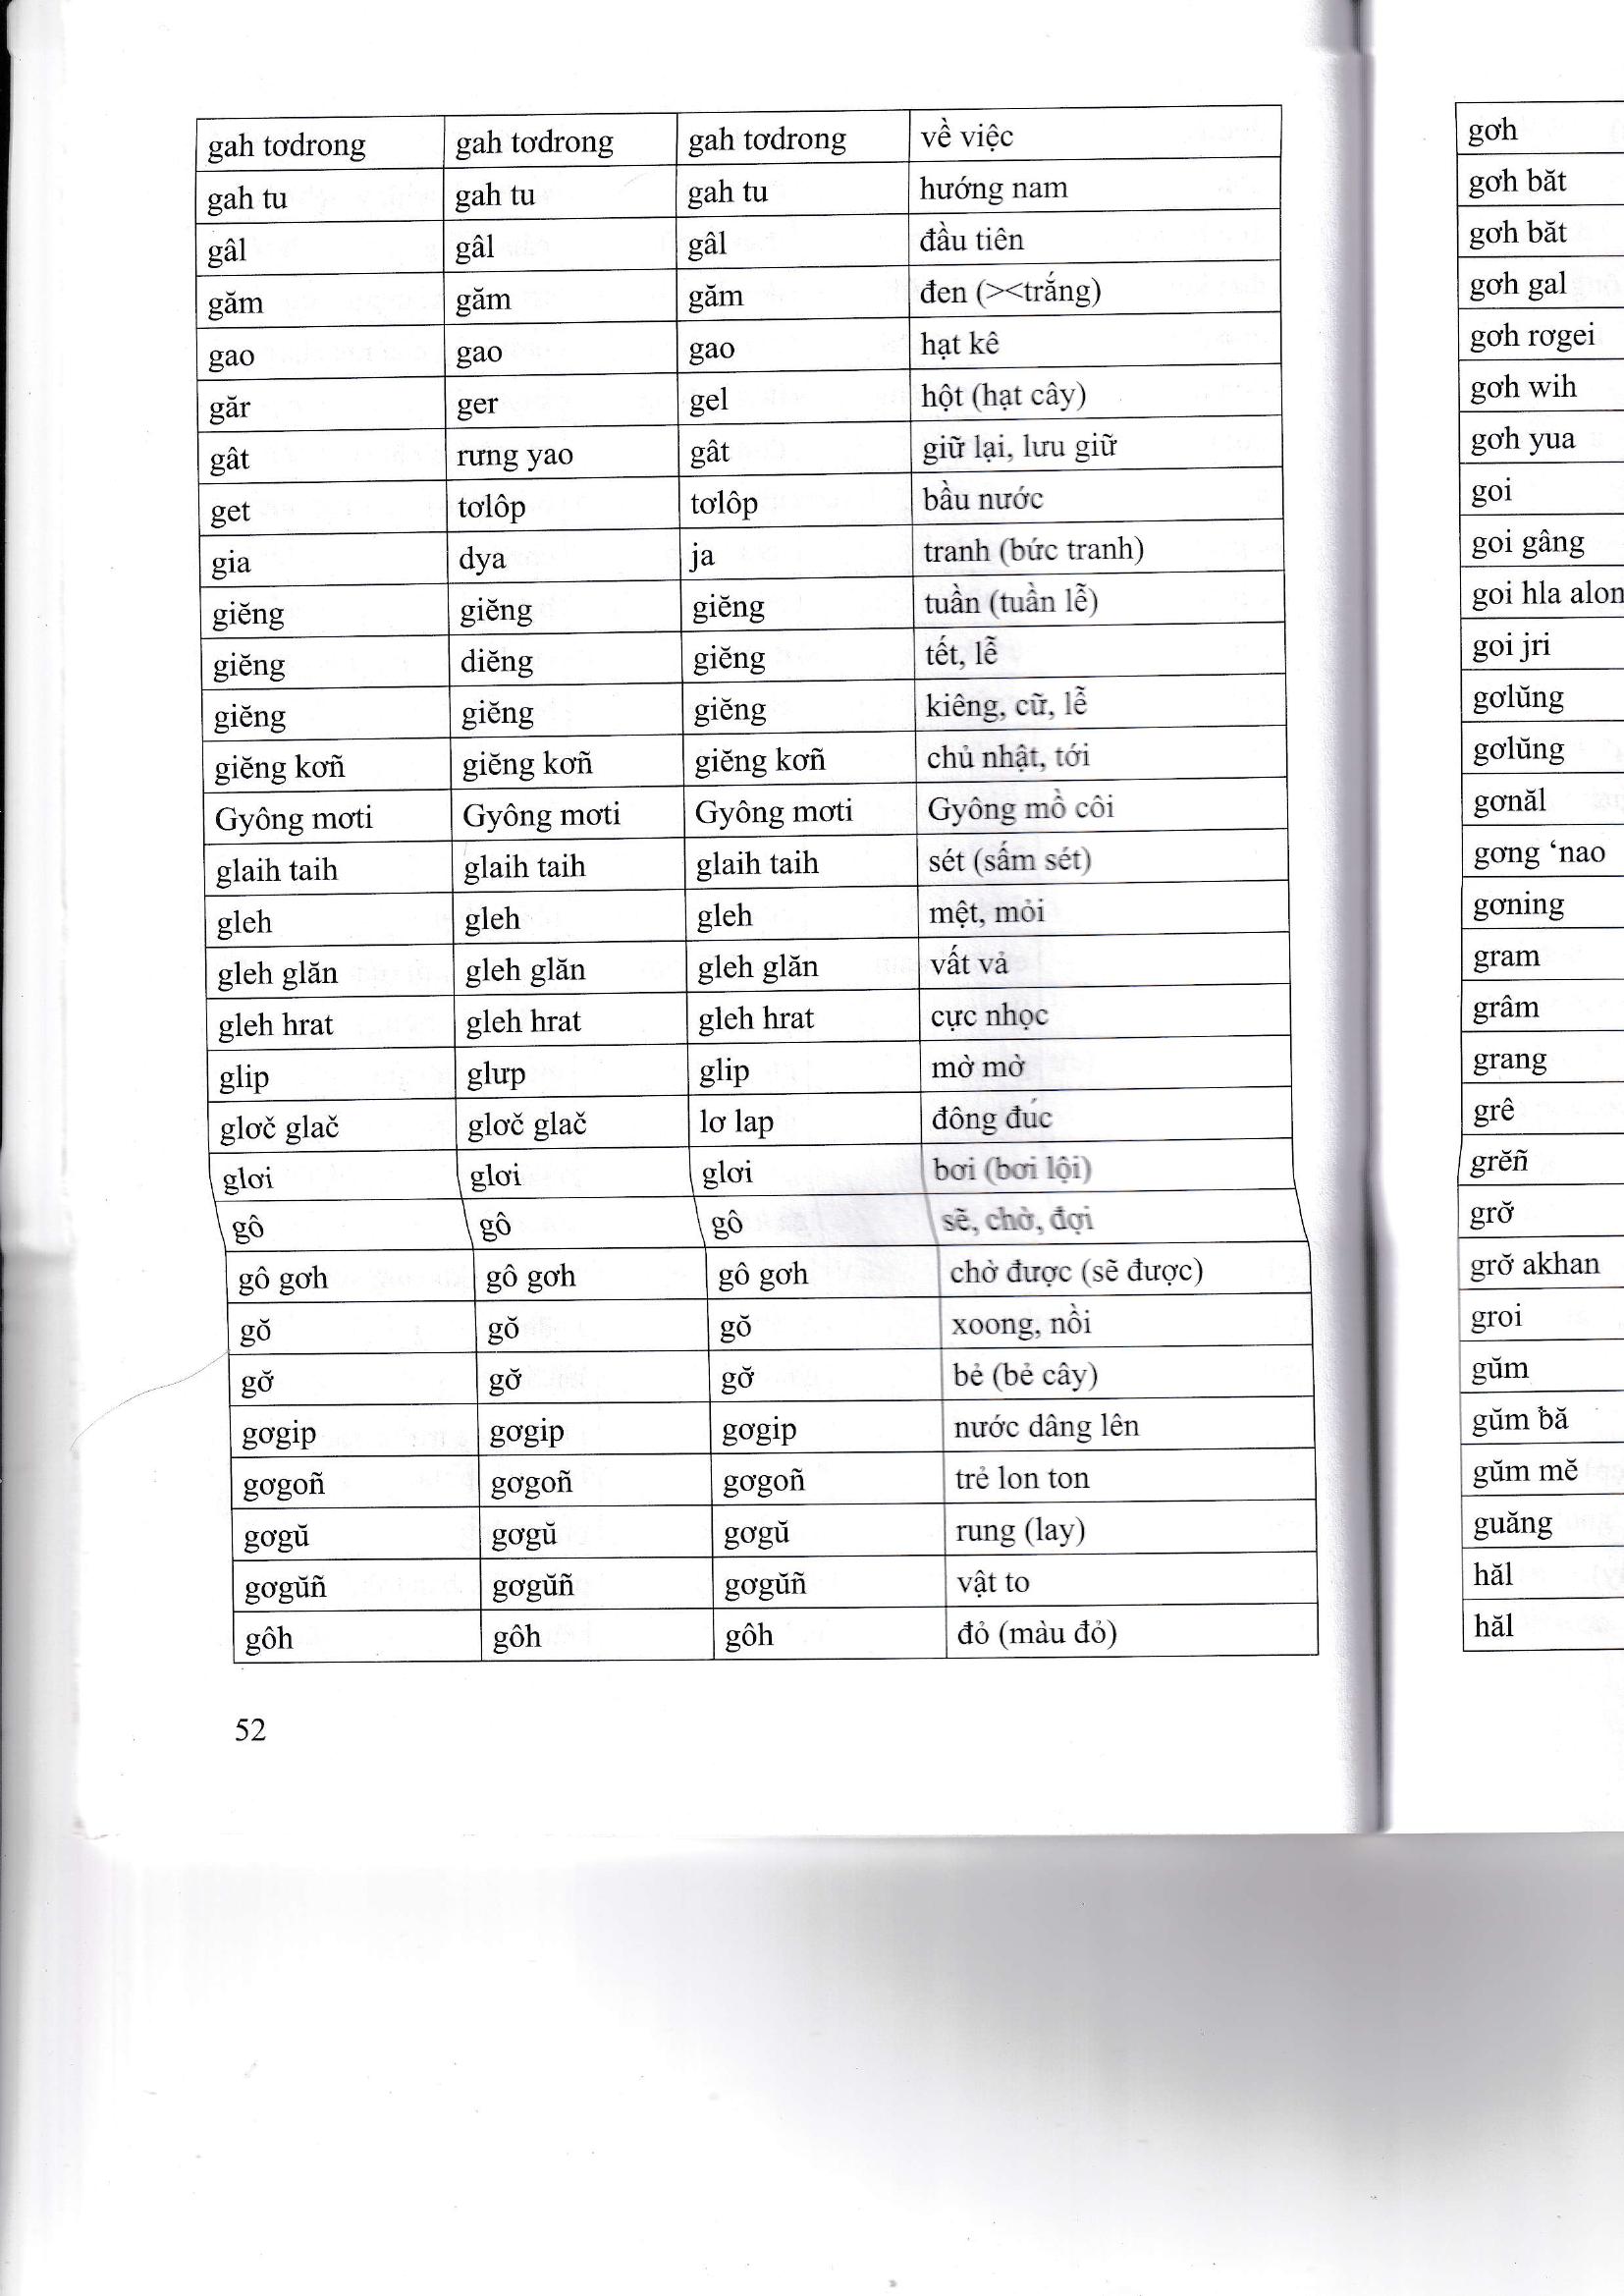 gah tơdrong gah tơdrong gah tơdrong về việc
gah tu gah tu gah tu hướng nam
gâl gâl gâl đầu tiên
găm găm găm đen (><trắng)
gao gao gao hạt kê
găr ger gel hột (hạt cây)
gât rưng yao gât giữ lại, lưu giữ
get tơlôp tơlôp bầu nước
gia dya ja tranh (bức tranh)
giĕng giĕng giĕng tuần (tuần lễ)
giĕng diĕng giĕng tết, lễ
giĕng giĕng giĕng kiêng, cữ, lễ
giĕng kơñ giĕng kơñ giĕng kơñ chủ nhật, tới
Gyông mơti Gyông mơti Gyông mơti Gyông mồ côi
glaih taih glaih taih glaih taih sét (sấm sét)
gleh gleh gleh mệt, mỏi
gleh glăn gleh glăn gleh glăn vất vả
gleh hrat gleh hrat gleh hrat cực nhọc
glip glưp glip mờ mờ
glơč glač glơč glač lơ lap đông đúc
glơi glơi glơi bơi (bơi lội)
gô gô gô sẽ, chờ, đợi
gô gơh gô gơh gô gơh chờ được (sẽ được)
gŏ gŏ gŏ xoong, nồi
gơ̆ gơ̆ gơ̆ bẻ (bẻ cây)
gơgip gơgip gơgip nước dâng lên
gơgoñ gơgoñ gơgoñ trẻ lon ton
gơgŭ gơgŭ gơgŭ rung (lay)
gơgŭñ gơgŭñ gơgŭñ vật to
gôh gôh gôh đỏ (màu đỏ)
52
gơh
gơh băt
gơh băt
gơh gal
gơh rơgei
gơh wih
gơh yua
goi
goi gâng
goi hla alon
goi jri
gơlŭng
gơlŭng
gơnăl
gơng ‘nao
gơning
gram
grâm
grang
grê
grĕñ
grơ̆
grơ̆ akhan
groi
gŭm
gŭm ƀă
gŭm mĕ
guăng
hăl
hăl